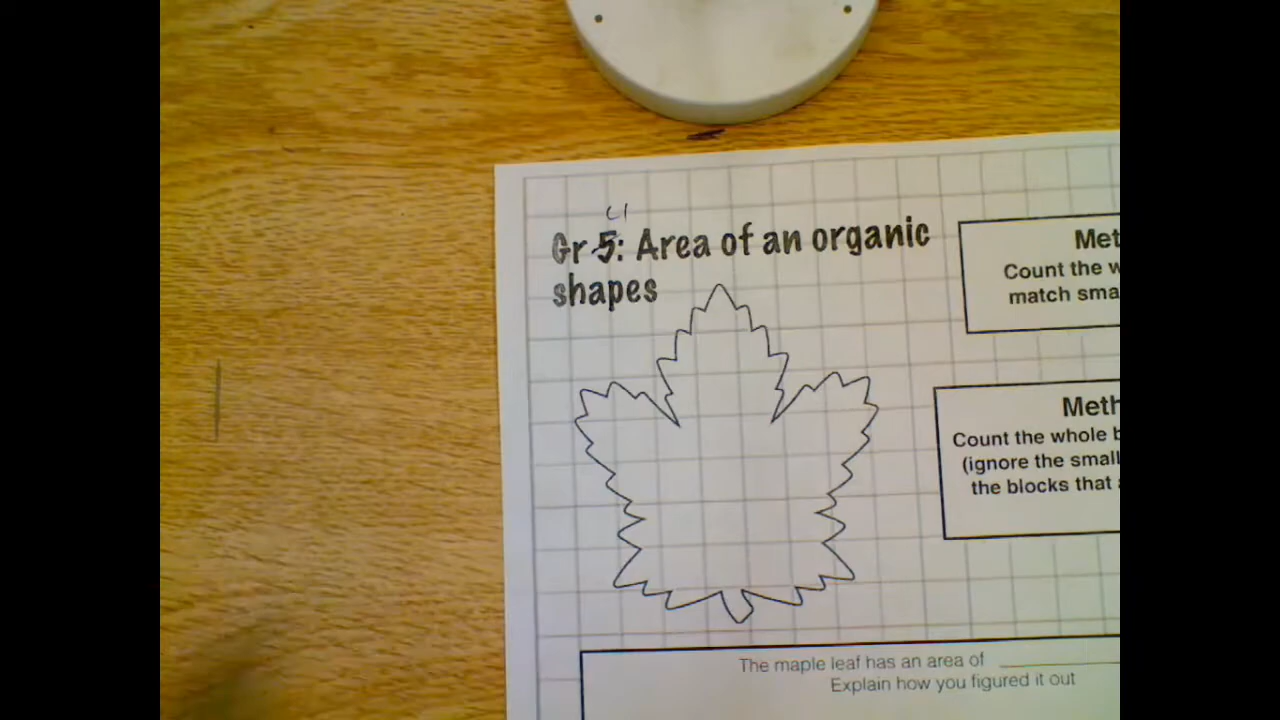 Gr 5: Area of an organic
shapes
Met
Count the w
match sma
Meth
Count the whole b
(ignore the small
the blocks that a
The maple leaf has an area of
Explain how you figured it out